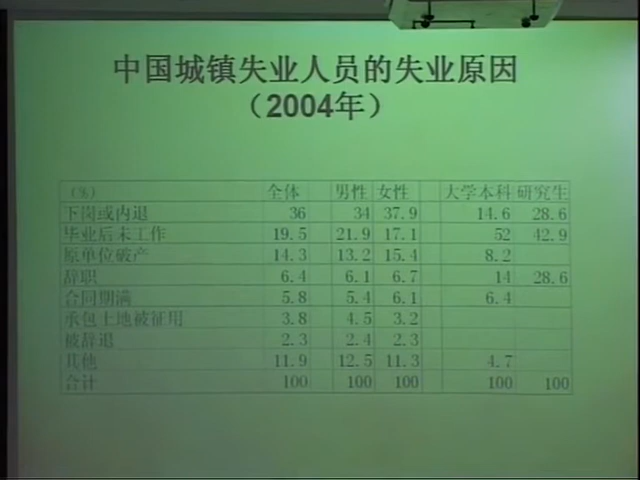 中国城镇失业人员的失业原因
（2004年）
（%） 全体 男性 女性 大学本科 研究生
下岗或内退 36 34 37.9 14.6 28.6
毕业后未工作 19.5 21.9 17.1 52 42.9
原单位破产 14.3 13.2 15.4 8.2
辞职 6.4 6.1 6.7 14 28.6
合同期满 5.8 5.4 6.1 6.4
承包土地被征用 3.8 4.5 3.2
被辞退 2.3 2.4 2.3
其他 11.9 12.5 11.3 4.7
合计 100 100 100 100 100